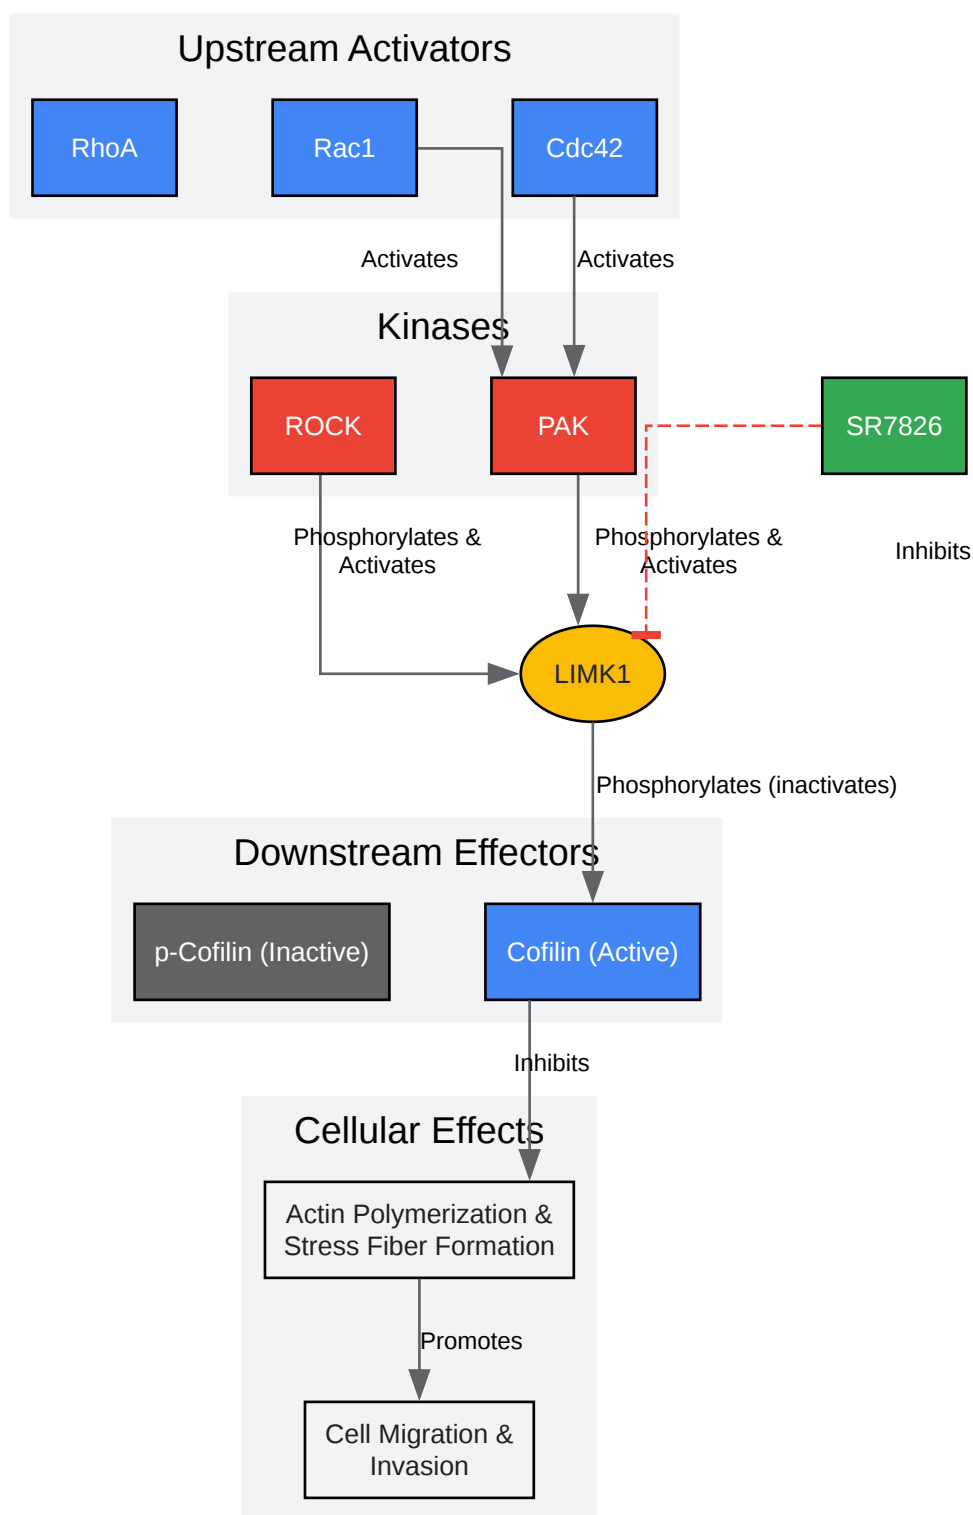 Upstream Activators
RhoA
Rac1
Cdc42
Activates
Activates
Kinases
ROCK
PAK
SR7826
Phosphorylates &
Activates
Phosphorylates &
Activates
Inhibits
LIMK1
Phosphorylates (inactivates)
Downstream Effectors
p-Cofilin (Inactive)
Cofilin (Active)
Inhibits
Cellular Effects
Actin Polymerization &
Stress Fiber Formation
Promotes
Cell Migration &
Invasion